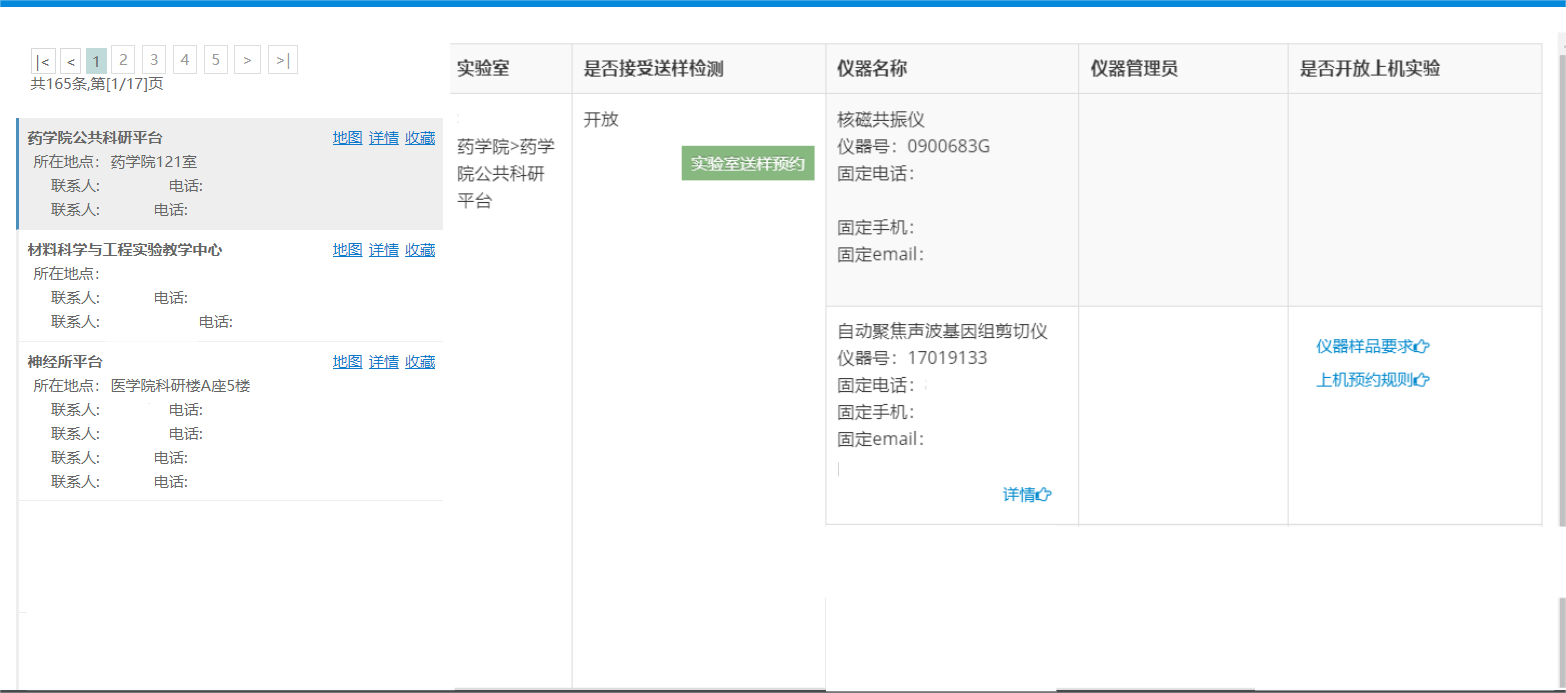 |< < 1 2 3 4 5 > >|
共165条,第[1/17]页
药学院公共科研平台 地图 详情 收藏
所在地点： 药学院121室
联系人: 电话:
联系人: 电话:
材料科学与工程实验教学中心 地图 详情 收藏
所在地点：
联系人: 电话:
联系人: 电话:
神经所平台 地图 详情 收藏
所在地点： 医学院科研楼A座5楼
联系人: 电话:
联系人: 电话:
联系人: 电话:
联系人: 电话:
实验室 是否接受送样检测 仪器名称 仪器管理员 是否开放上机实验
药学院>药学
院公共科研
平台
开放
实验室送样预约
核磁共振仪
仪器号：0900683G
固定电话：
固定手机：
固定email：
自动聚焦声波基因组剪切仪
仪器号：17019133
固定电话：
固定手机：
固定email：
详情
仪器样品要求
上机预约规则